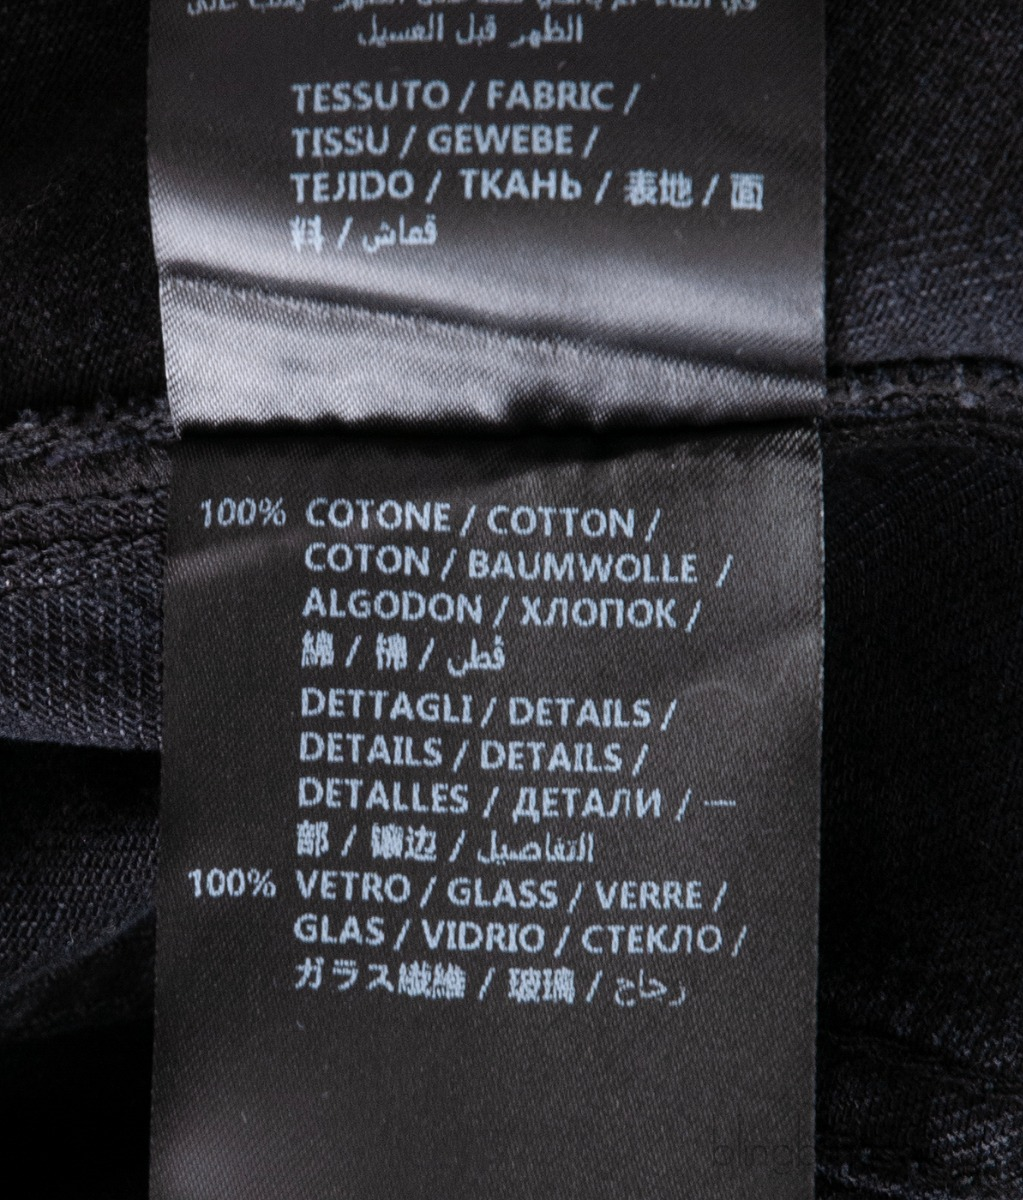 الظهر قبل الغسيل
TESSUTO / FABRIC /
TISSU / GEWEBE /
TEJIDO / ТКАНЬ / 表地 / 面
料 / قماش
100% COTONE / COTTON /
COTON / BAUMWOLLE /
ALGODON / ХЛОПОК /
綿 / 棉 / قطن
DETTAGLI / DETAILS /
DETAILS / DETAILS /
DETALLES / ДЕТАЛИ / 一
部 / 镶边 / التفاصيل
100% VETRO / GLASS / VERRE /
GLAS / VIDRIO / СТЕКЛО /
ガラス繊維 / 玻璃 / زجاج